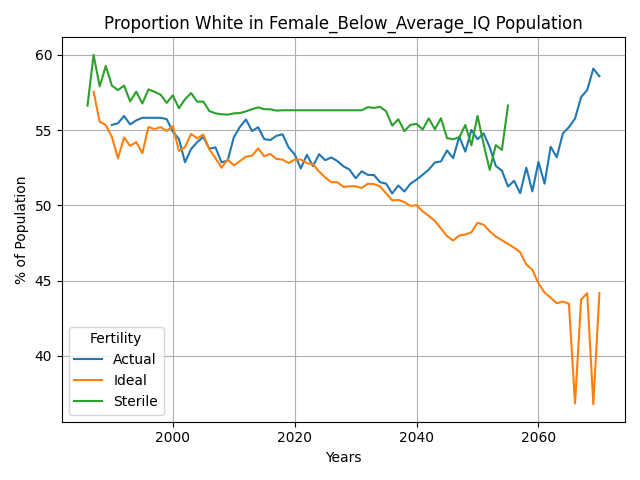 Proportion White in Female_Below_Average_IQ Population
% of Population
60
55
50
45
40
Fertility
Actual
Ideal
Sterile
2000
2020
2040
2060
Years